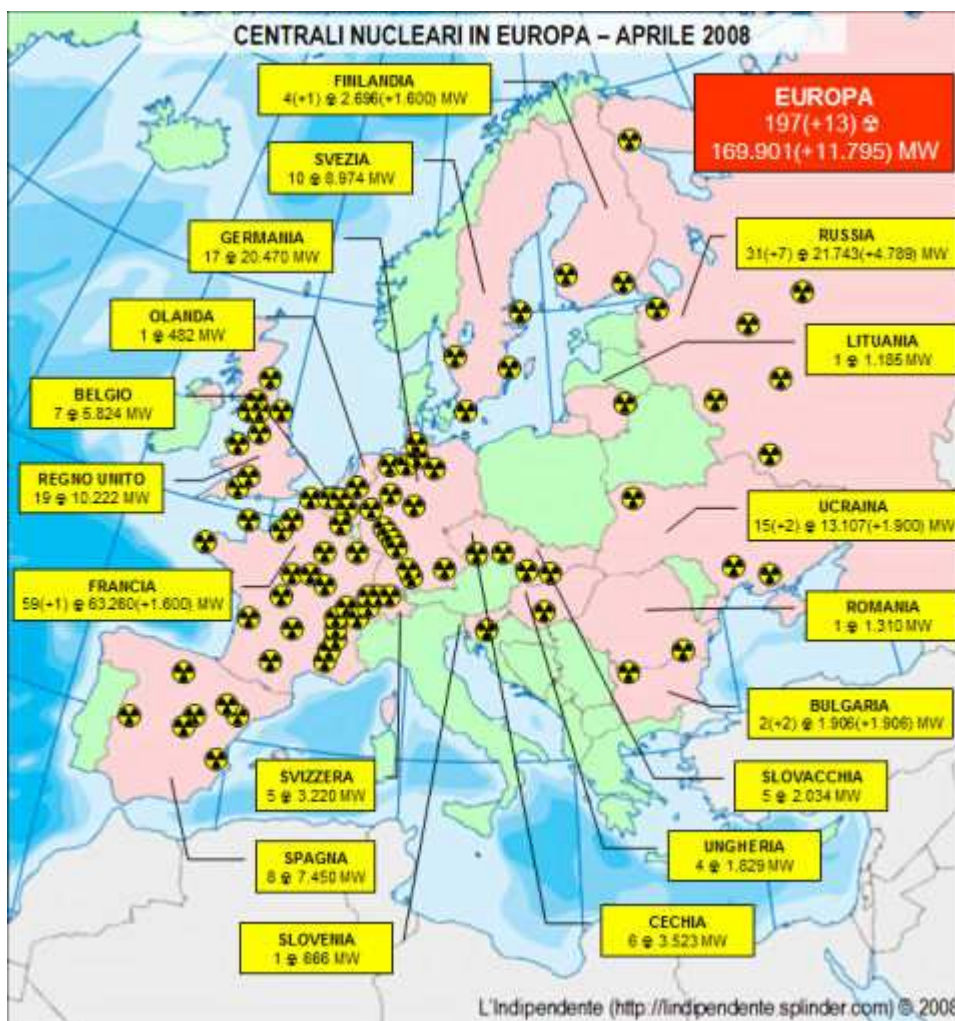 CENTRALI NUCLEARI IN EUROPA – APRILE 2008
FINLANDIA
4(+1) ☢ 2.696(+1.600) MW
EUROPA
197(+13) ☢
169.901(+11.795) MW
SVEZIA
10 ☢ 8.974 MW
GERMANIA
17 ☢ 20.470 MW
RUSSIA
31(+7) ☢ 21.743(+4.789) MW
OLANDA
1 ☢ 482 MW
LITUANIA
1 ☢ 1.185 MW
BELGIO
7 ☢ 5.824 MW
REGNO UNITO
19 ☢ 10.222 MW
UCRAINA
15(+2) ☢ 13.107(+1.900) MW
FRANCIA
59(+1) ☢ 63.260(+1.600) MW
ROMANIA
1 ☢ 1.310 MW
BULGARIA
2(+2) ☢ 1.906(+1.906) MW
SVIZZERA
5 ☢ 3.220 MW
SLOVACCHIA
5 ☢ 2.034 MW
SPAGNA
8 ☢ 7.450 MW
UNGHERIA
4 ☢ 1.829 MW
SLOVENIA
1 ☢ 666 MW
CECHIA
6 ☢ 3.523 MW
L'Indipendente (http://lindipendente.splinder.com) © 2008